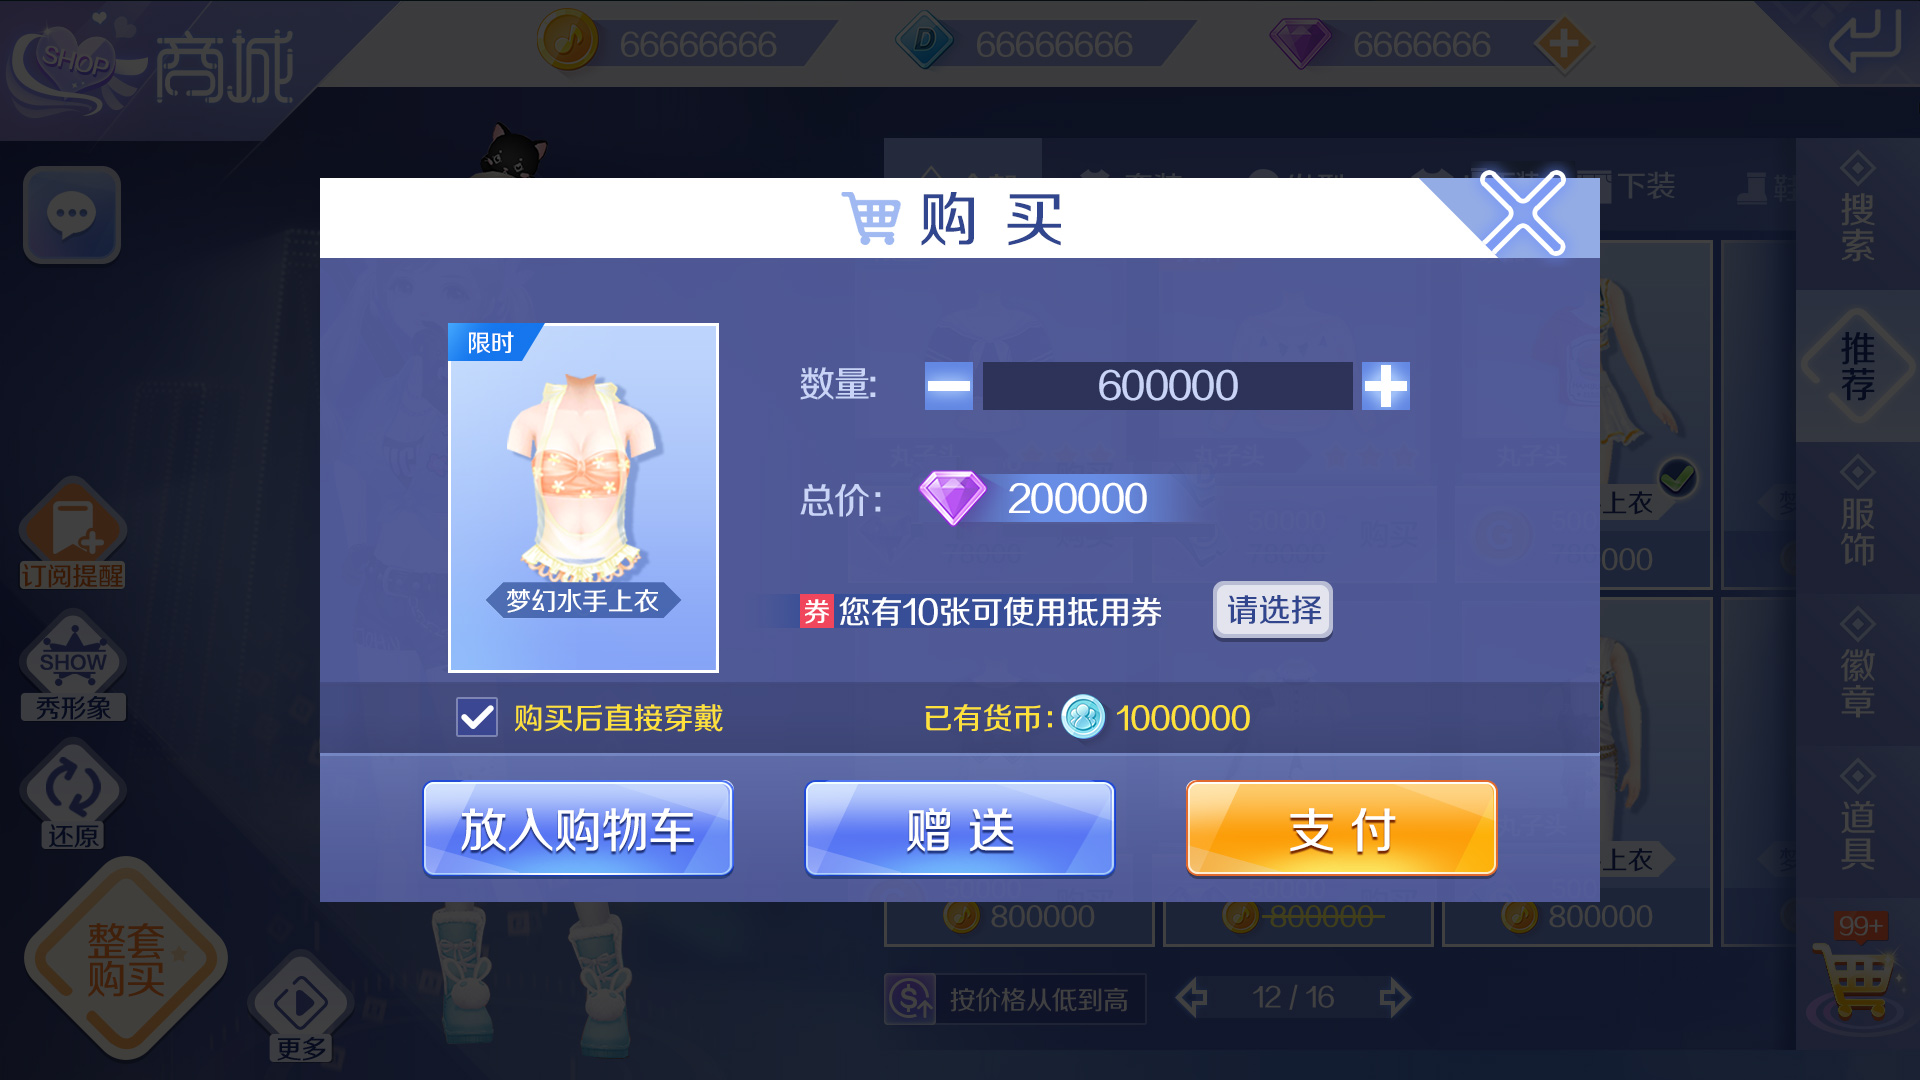 SHOP 商城
66666666
66666666
6666666
下装
购 买
限时
梦幻水手上衣
数量:
600000
总价:
200000
券 您有10张可使用抵用券
请选择
购买后直接穿戴
已有货币: 1000000
放入购物车
赠 送
支 付
订阅提醒
SHOW
秀形象
还原
整套
购买
更多
上衣
000
上衣
800000
800000
800000
按价格从低到高
12 / 16
搜索
推荐
服饰
徽章
道具
99+